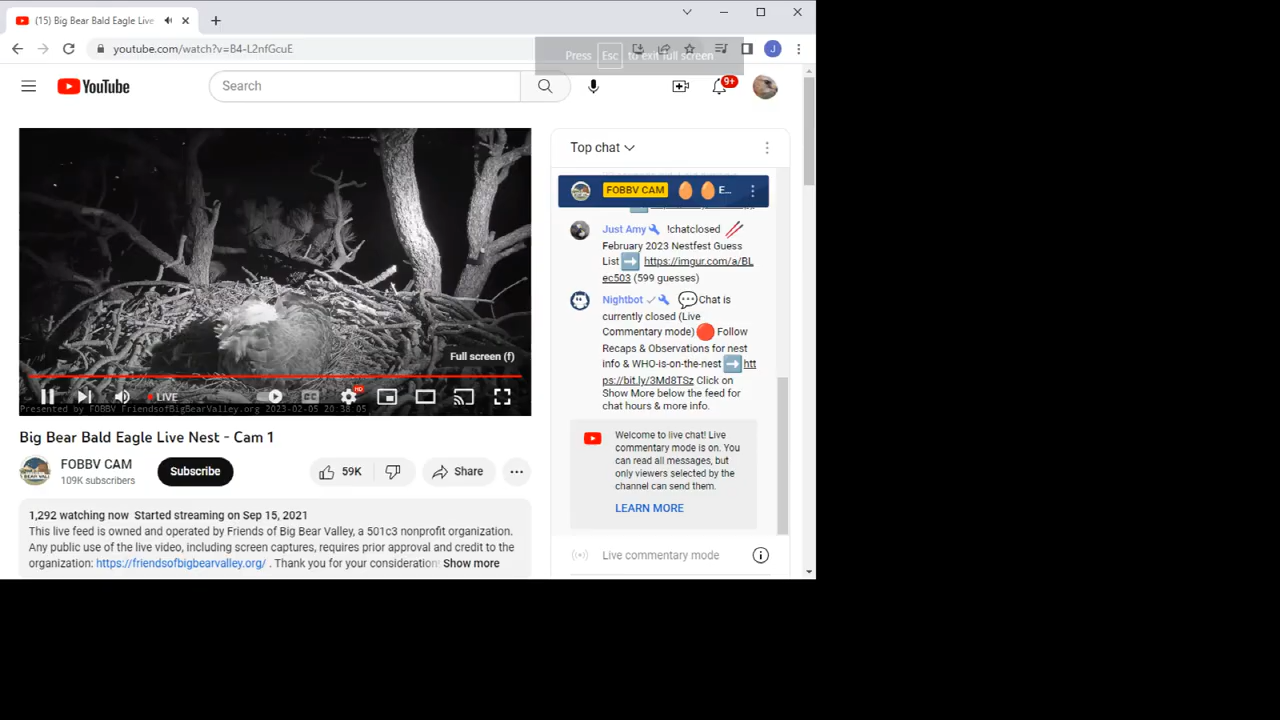 (15) Big Bear Bald Eagle Live
youtube.com/watch?v=B4-L2nfGcuE
Press Esc to exit full screen
J
YouTube
Search
9+
Top chat
FOBBV CAM E...
Just Amy !chatclosed
February 2023 Nestfest Guess
List https://imgur.com/a/BL
ec503 (599 guesses)
Nightbot Chat is
currently closed (Live
Commentary mode) Follow
Recaps & Observations for nest
info & WHO-is-on-the-nest htt
ps://bit.ly/3Md8TSz Click on
Show More below the feed for
chat hours & more info.
Welcome to live chat! Live
commentary mode is on. You
can read all messages, but
only viewers selected by the
channel can send them.
LEARN MORE
Live commentary mode
Full screen (f)
LIVE
CC
HD
Presented by FOBBV FriendsofBigBearValley.org 2023-02-05 20:38:05
Big Bear Bald Eagle Live Nest - Cam 1
FOBBV CAM
109K subscribers
Subscribe
59K
Share
1,292 watching now Started streaming on Sep 15, 2021
This live feed is owned and operated by Friends of Big Bear Valley, a 501c3 nonprofit organization.
Any public use of the live video, including screen captures, requires prior approval and credit to the
organization: https://friendsofbigbearvalley.org/ . Thank you for your consideration Show more